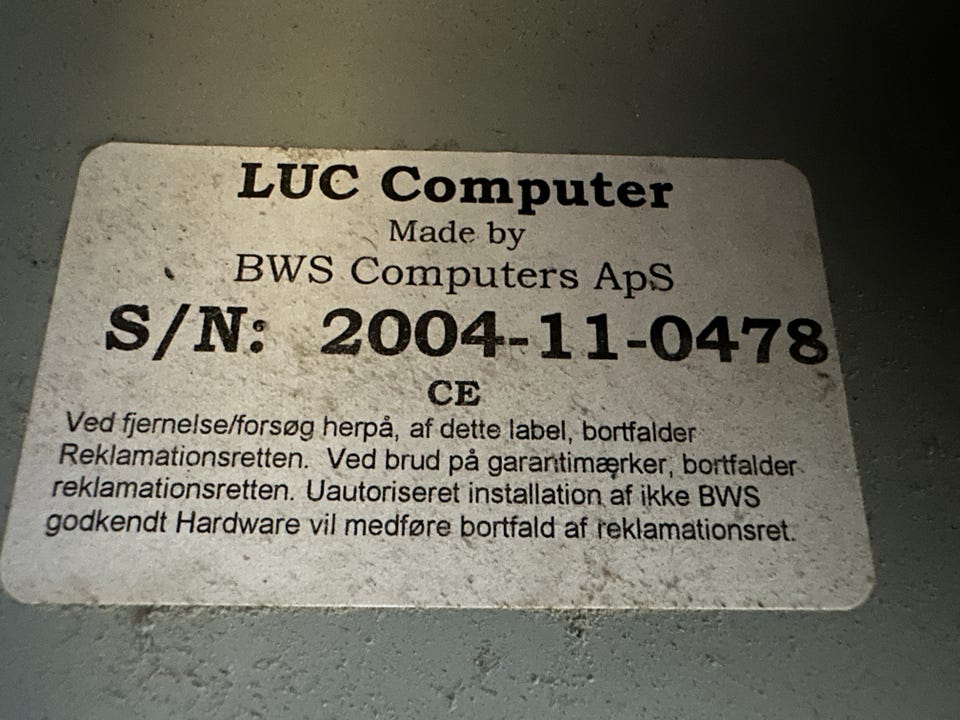 LUC Computer
Made by
BWS Computers ApS
S/N: 2004-11-0478
CE
Ved fjernelse/forsøg herpå, af dette label, bortfalder
Reklamationsretten. Ved brud på garantimærker, bortfalder
reklamationsretten. Uautoriseret installation af ikke BWS
godkendt Hardware vil medføre bortfald af reklamationsret.